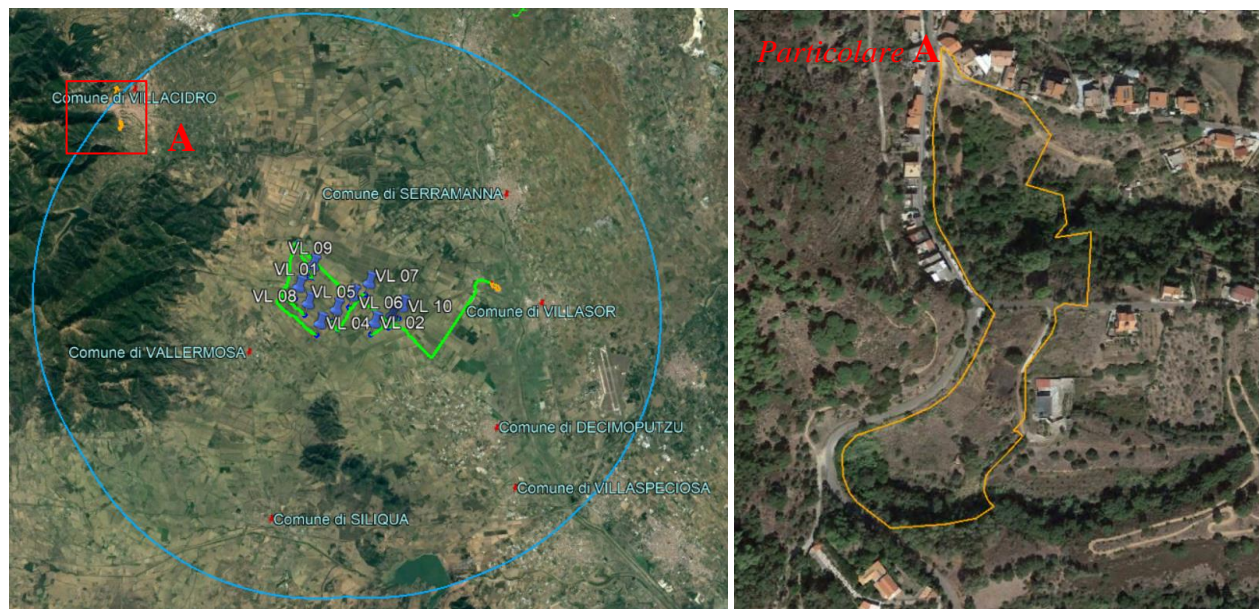 Comune di VILLACIDRO
A
Comune di SERRAMANNA
VL 09
VL 01
VL 07
VL 08
VL 05
VL 06
VL 10
Comune di VILLASOR
VL 04
VL 02
Comune di VALLERMOSA
Comune di DECIMOPUTZU
Comune di VILLASPECIOSA
Comune di SILIQUA
Particolare A